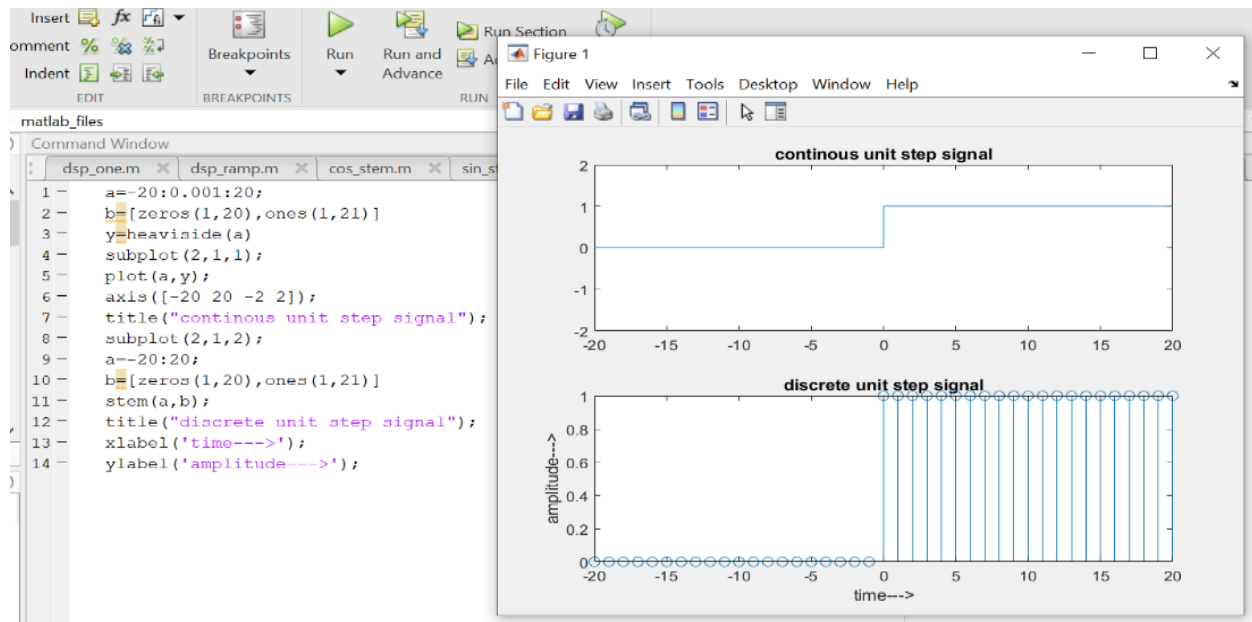 Insert fx
omment %
Indent
EDIT
Breakpoints
BREAKPOINTS
Run
Run and
Advance
Run Section
RUN
matlab_files
Command Window
dsp_one.m dsp_ramp.m cos_stem.m
1 - a=-20:0.001:20;
2 - b=[zeros(1,20),ones(1,21)]
3 - y=heaviside(a)
4 - subplot(2,1,1);
5 - plot(a,y);
6 - axis([-20 20 -2 2]);
7 - title("continous unit step signal");
8 - subplot(2,1,2);
9 - a=-20:20;
10 - b=[zeros(1,20),ones(1,21)]
11 - stem(a,b);
12 - title("discrete unit step signal");
13 - xlabel('time--->');
14 - ylabel('amplitude--->');
Figure 1
File Edit View Insert Tools Desktop Window Help
continous unit step signal
2
1
0
-1
-2
-20 -15 -10 -5 0 5 10 15 20
discrete unit step signal
1
0.8
0.6
0.4
0.2
0
amplitude--->
-20 -15 -10 -5 0 5 10 15 20
time--->